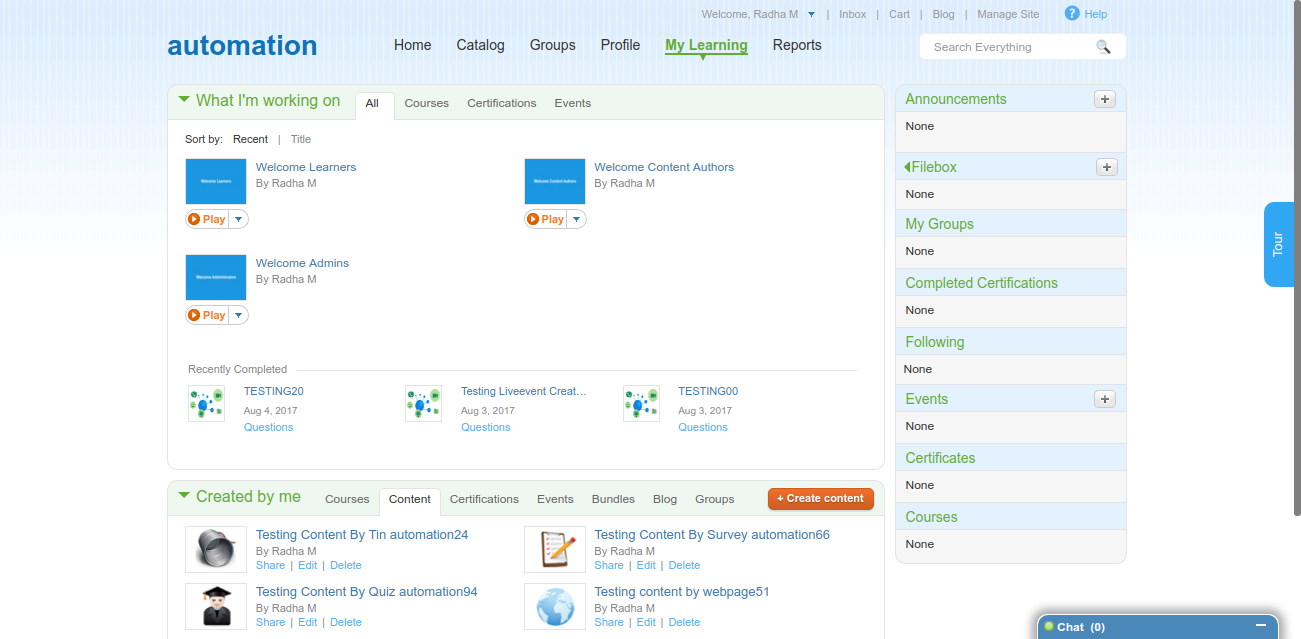 Welcome, Radha M | Inbox | Cart | Blog | Manage Site ? Help
automation
Home Catalog Groups Profile My Learning Reports
Search Everything
What I'm working on All Courses Certifications Events
Sort by: Recent | Title
Welcome Learners
Welcome Learners
By Radha M
Play
Welcome Content Authors
Welcome Content Authors
By Radha M
Play
Welcome Administrators
Welcome Admins
By Radha M
Play
Recently Completed
TESTING20
Aug 4, 2017
Questions
Testing Liveevent Creat...
Aug 3, 2017
Questions
TESTING00
Aug 3, 2017
Questions
Created by me Courses Content Certifications Events Bundles Blog Groups + Create content
Testing Content By Tin automation24
By Radha M
Share | Edit | Delete
Testing Content By Survey automation66
By Radha M
Share | Edit | Delete
Testing Content By Quiz automation94
By Radha M
Share | Edit | Delete
Testing content by webpage51
By Radha M
Share | Edit | Delete
Announcements +
None
Filebox +
None
My Groups
None
Completed Certifications
None
Following
None
Events +
None
Certificates
None
Courses
None
Tour
Chat (0)